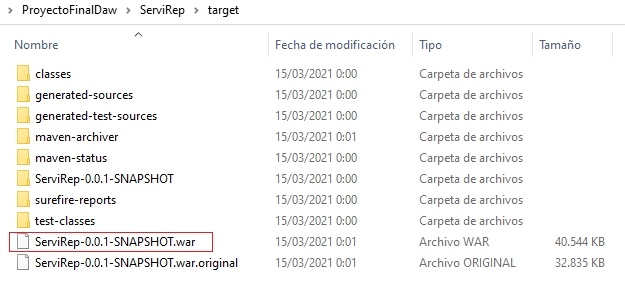 ProyectoFinalDaw > ServiRep > target
Nombre Fecha de modificación Tipo Tamaño
classes 15/03/2021 0:00 Carpeta de archivos
generated-sources 15/03/2021 0:00 Carpeta de archivos
generated-test-sources 15/03/2021 0:00 Carpeta de archivos
maven-archiver 15/03/2021 0:01 Carpeta de archivos
maven-status 15/03/2021 0:00 Carpeta de archivos
ServiRep-0.0.1-SNAPSHOT 15/03/2021 0:00 Carpeta de archivos
surefire-reports 15/03/2021 0:00 Carpeta de archivos
test-classes 15/03/2021 0:00 Carpeta de archivos
ServiRep-0.0.1-SNAPSHOT.war 15/03/2021 0:01 Archivo WAR 40.544 KB
ServiRep-0.0.1-SNAPSHOT.war.original 15/03/2021 0:01 Archivo ORIGINAL 32.835 KB